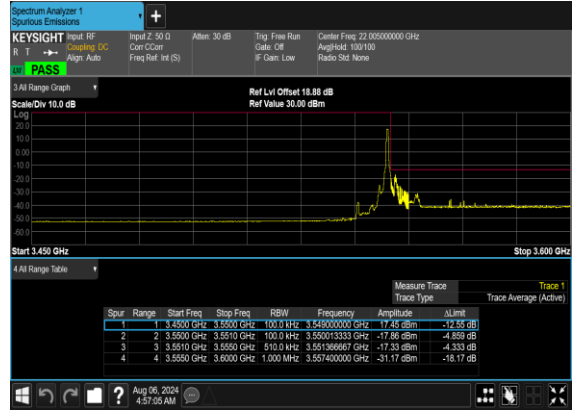 Spectrum Analyzer 1
Spurious Emissions
+
KEYSIGHT Input: RF Input Z: 50 Ω Atten: 30 dB Trig: Free Run Center Freq: 22.005000000 GHz
R T Coupling: DC Corr CCorr Gate: Off Avg|Hold: 100/100
Align: Auto Freq Ref: Int (S) IF Gain: Low Radio Std: None
PASS
3 All Range Graph
Ref Lvl Offset 18.88 dB
Scale/Div 10.0 dB Ref Value 30.00 dBm
Log
20.0
10.0
0.00
-10.0
-20.0
-30.0
-40.0
-50.0
-60.0
Start 3.450 GHz Stop 3.600 GHz
4 All Range Table
Measure Trace Trace 1
Trace Type Trace Average (Active)
Spur Range Start Freq Stop Freq RBW Frequency Amplitude ΔLimit
1 1 3.4500 GHz 3.5500 GHz 100.0 kHz 3.549000000 GHz 17.45 dBm -12.55 dB
2 2 3.5500 GHz 3.5510 GHz 100.0 kHz 3.550013333 GHz -17.86 dBm -4.859 dB
3 3 3.5510 GHz 3.5550 GHz 510.0 kHz 3.551366667 GHz -17.33 dBm -4.333 dB
4 4 3.5550 GHz 3.6000 GHz 1.000 MHz 3.557400000 GHz -31.17 dBm -18.17 dB
? Aug 06, 2024
4:57:05 AM